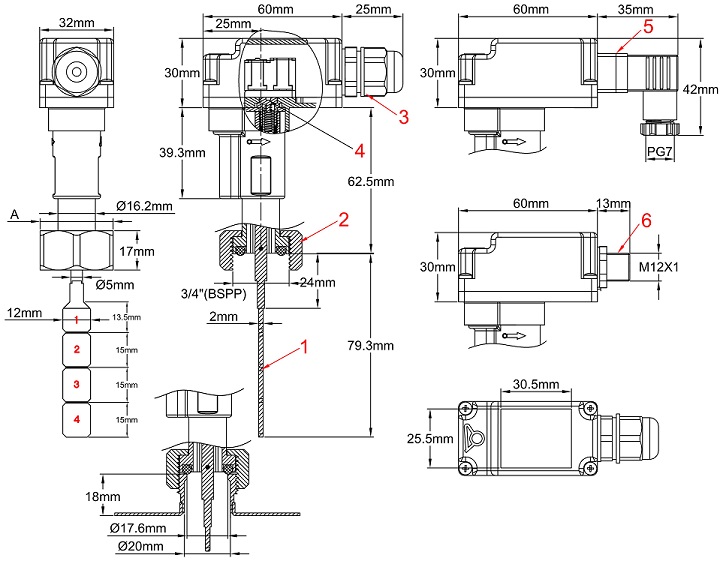 32mm
60mm
25mm
25mm
30mm
3
4
39.3mm
62.5mm
A
Ø16.2mm
17mm
Ø5mm
2
24mm
3/4"(BSPP)
12mm
13.5mm
1
2
15mm
3
15mm
4
15mm
2mm
1
79.3mm
18mm
Ø17.6mm
Ø20mm
60mm
35mm
5
30mm
42mm
PG7
60mm
13mm
6
30mm
M12X1
30.5mm
25.5mm